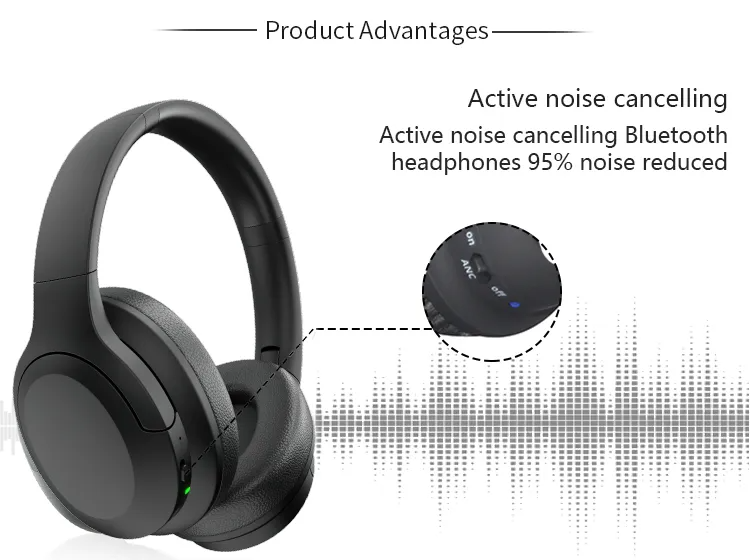 Product Advantages
Active noise cancelling
Active noise cancelling Bluetooth
headphones 95% noise reduced
on
ANC
off